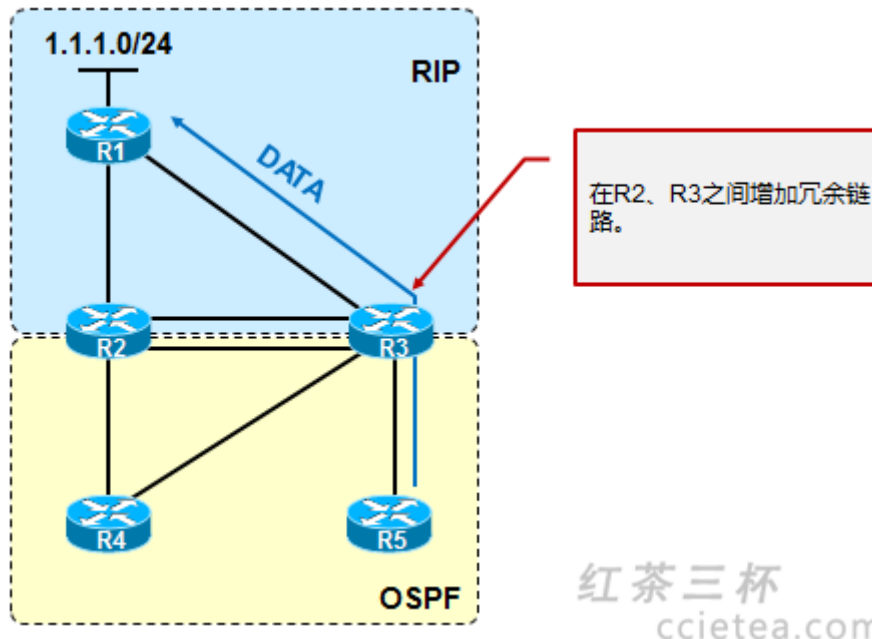 1.1.1.0/24
RIP
R1
DATA
在R2、R3之间增加冗余链
路。
R2
R3
R4
R5
OSPF
红茶三杯
ccietea.com